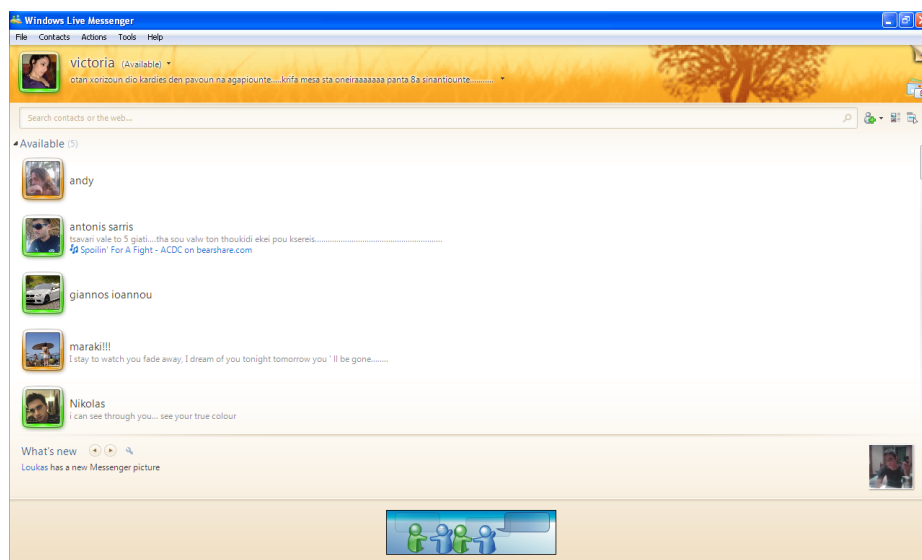 Windows Live Messenger
File Contacts Actions Tools Help
victoria (Available)
otan xorizoun dio kardies den pavoun na agapiounte....krifa mesa sta oneiraaaaaaa panta 8a sinantiounte...........
Search contacts or the web...
Available (5)
andy
antonis sarris
tsavari vale to 5 giati....tha sou valw ton thoukidi ekei pou ksereis............................................................
Spoilin' For A Fight - ACDC on bearshare.com
giannos ioannou
maraki!!!
I stay to watch you fade away, I dream of you tonight tomorrow you ' ll be gone.......
Nikolas
i can see through you... see your true colour
What's new
Loukas has a new Messenger picture